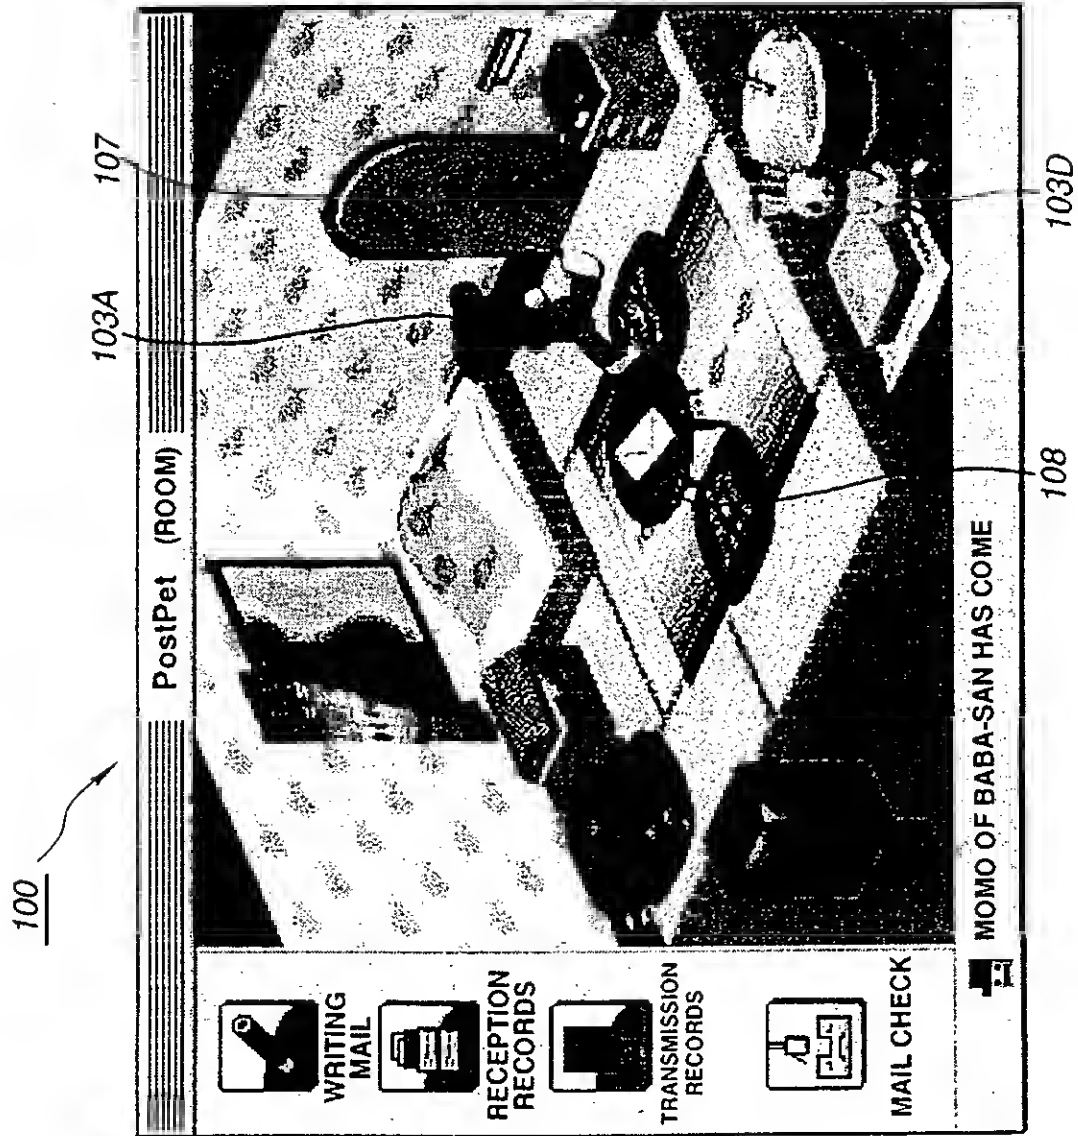 100
PostPet (ROOM)
107
103A
WRITING
MAIL
RECEPTION
RECORDS
TRANSMISSION
RECORDS
MAIL CHECK
MOMO OF BABA-SAN HAS COME
108
103D